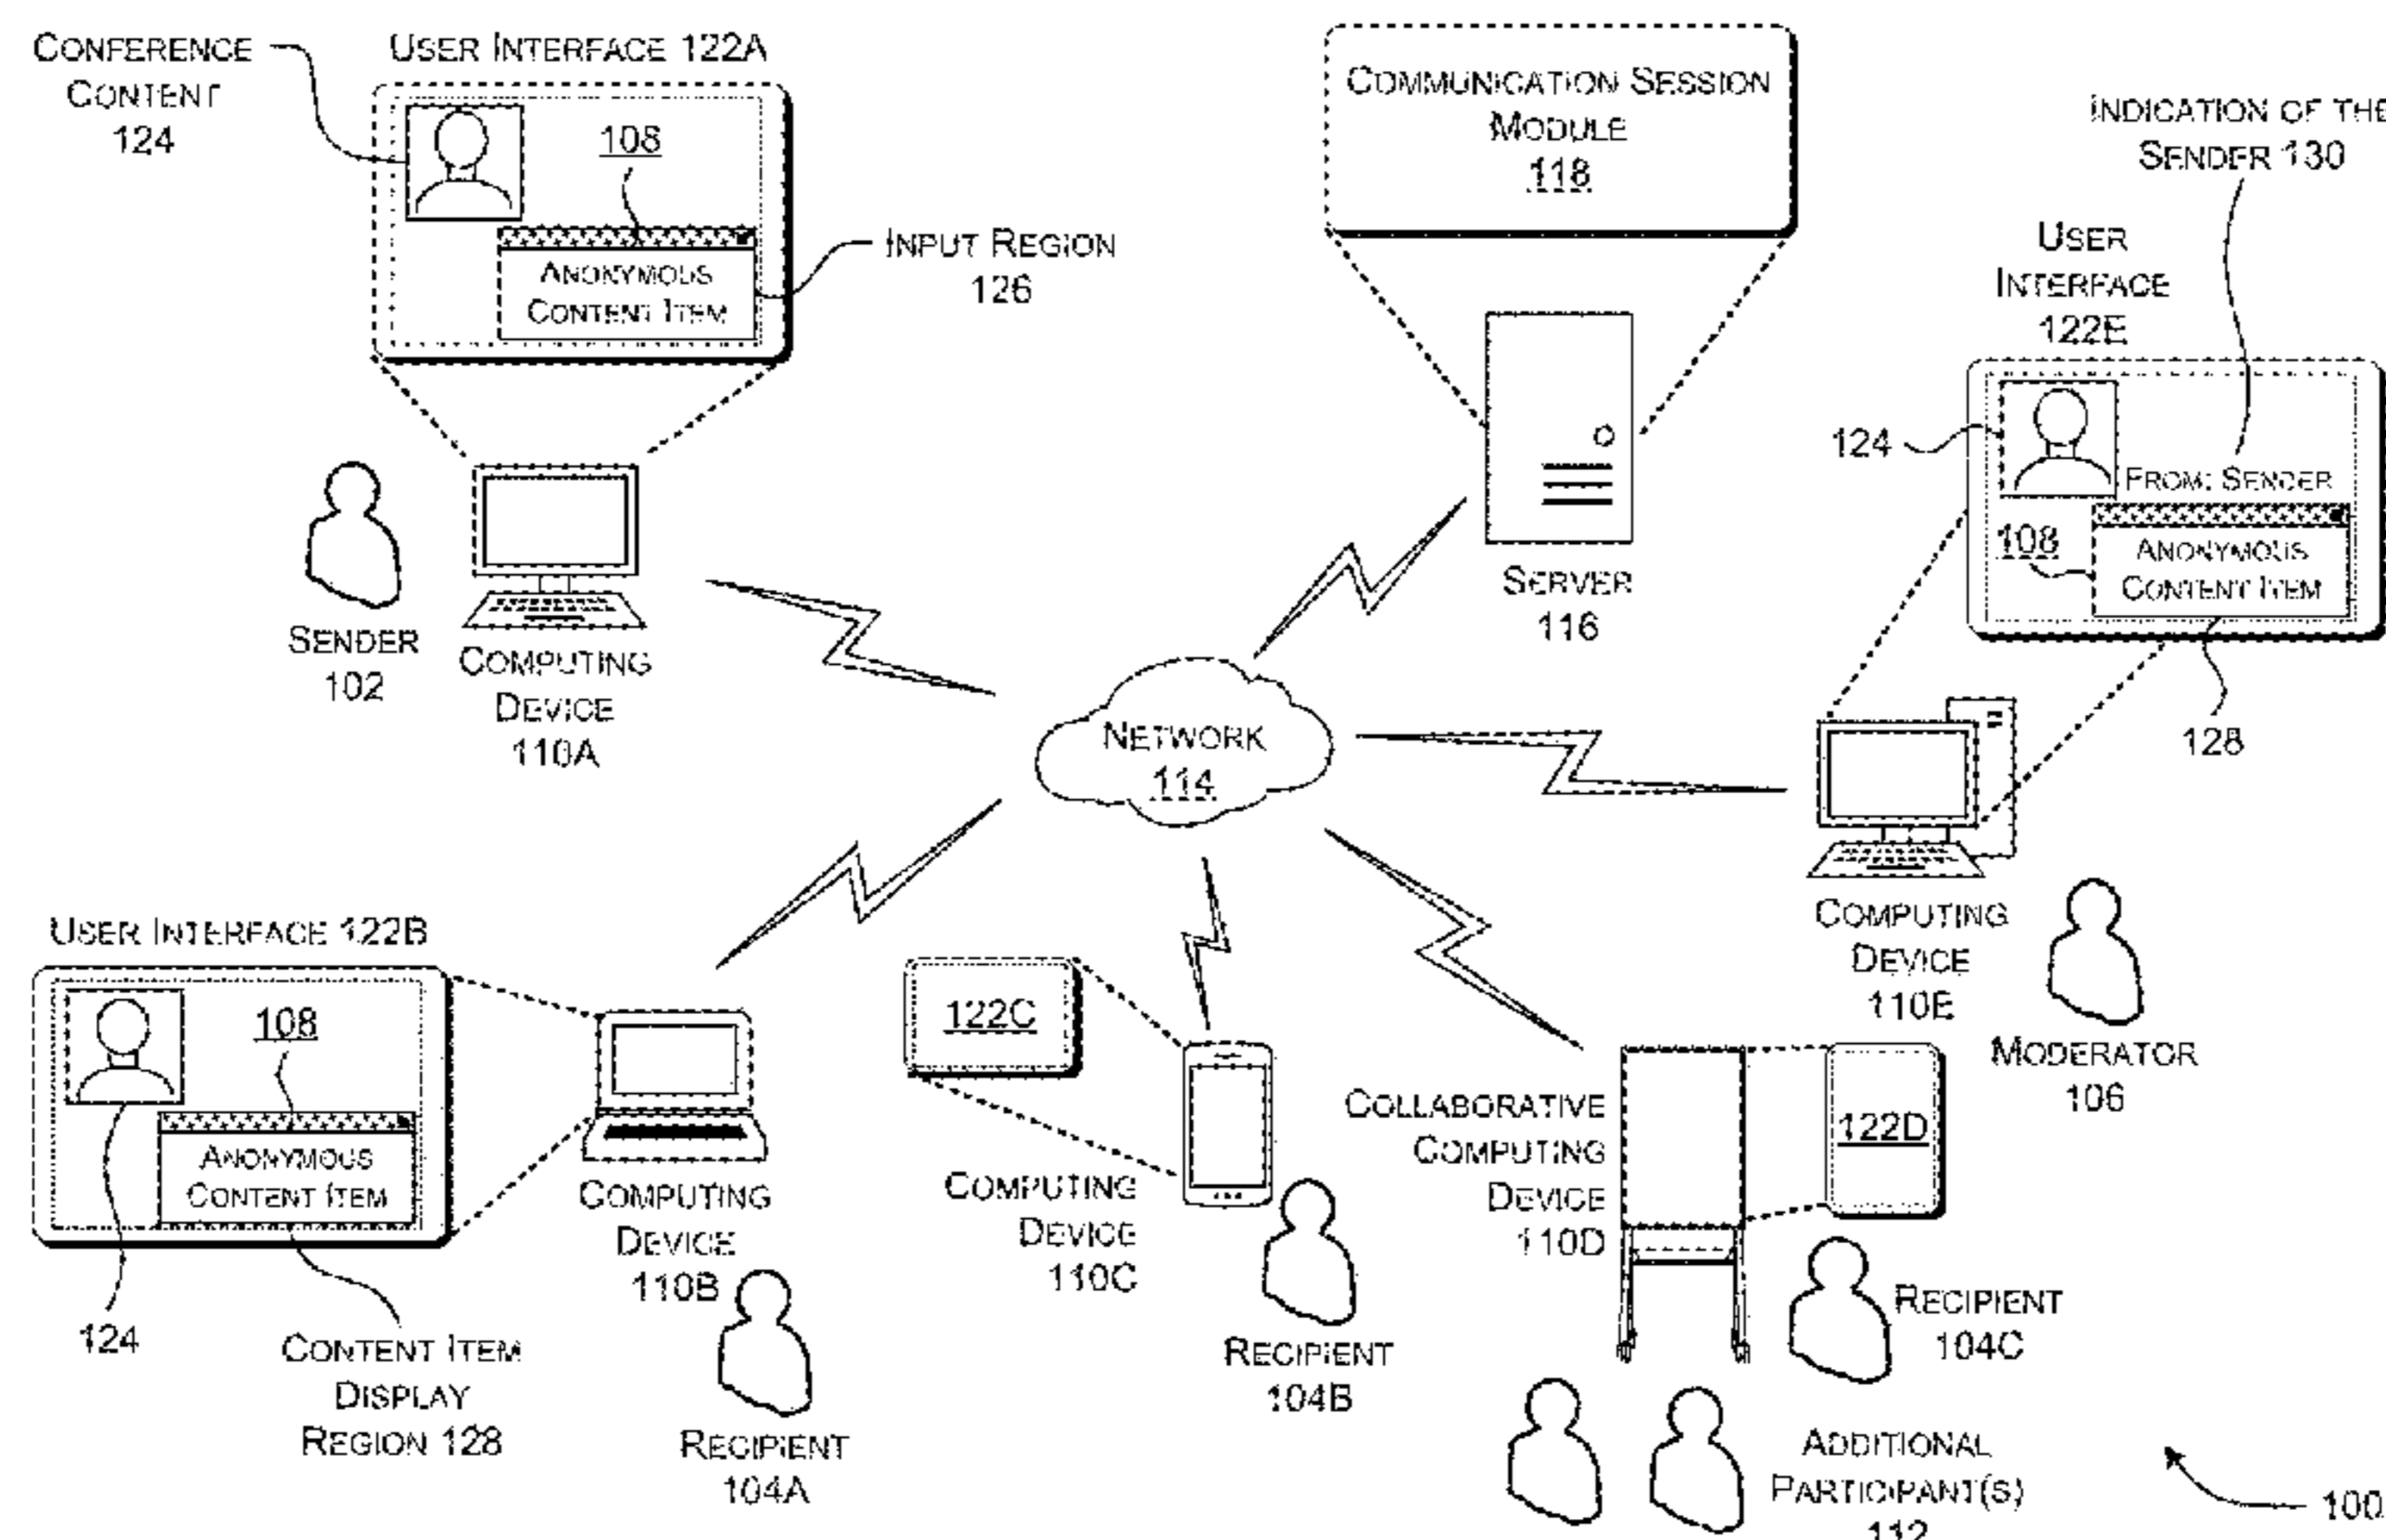 CONFERENCE
CONTENT
124
USER INTERFACE 122A
108
ANONYMOUS
CONTENT ITEM
INPUT REGION
126
COMMUNICATION SESSION
MODULE
118
INDICATION OF THE
SENDER 130
USER
INTERFACE
122E
124
FROM: SENDER
108
ANONYMOUS
CONTENT ITEM
128
SENDER
102
COMPUTING
DEVICE
110A
SERVER
116
NETWORK
114
COMPUTING
DEVICE
110E
MODERATOR
106
USER INTERFACE 122B
108
ANONYMOUS
CONTENT ITEM
124
CONTENT ITEM
DISPLAY
REGION 128
COMPUTING
DEVICE
110B
RECIPIENT
104A
122C
COMPUTING
DEVICE
110C
RECIPIENT
104B
COLLABORATIVE
COMPUTING
DEVICE
110D
122D
RECIPIENT
104C
ADDITIONAL
PARTICIPANT(S)
112
100